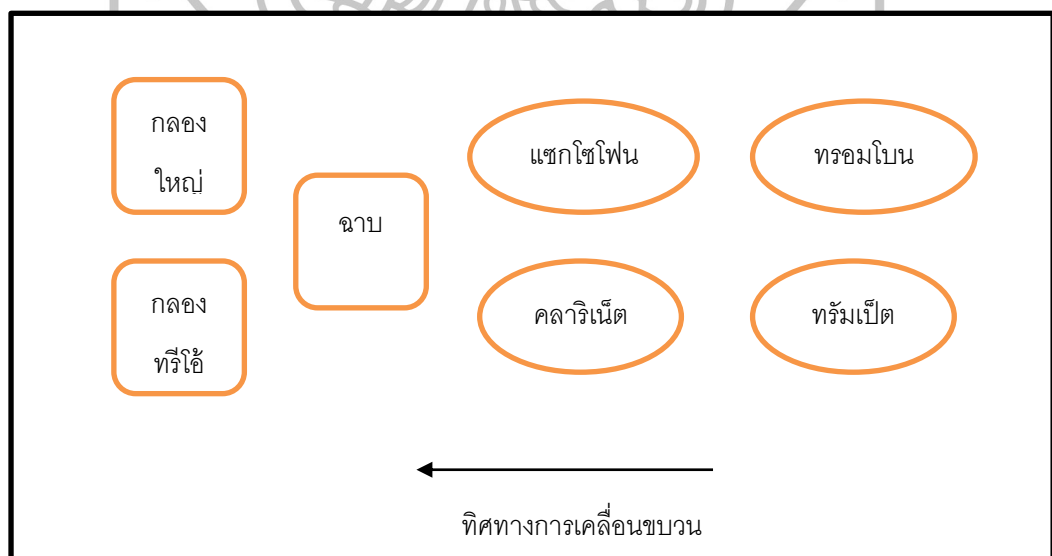 กลอง
ใหญ่
แซกโซโฟน
ทรอมโบน
ฉาบ
กลอง
ทรีโอ้
คลาริเน็ต
ทรัมเป็ต
ทิศทางการเคลื่อนขบวน